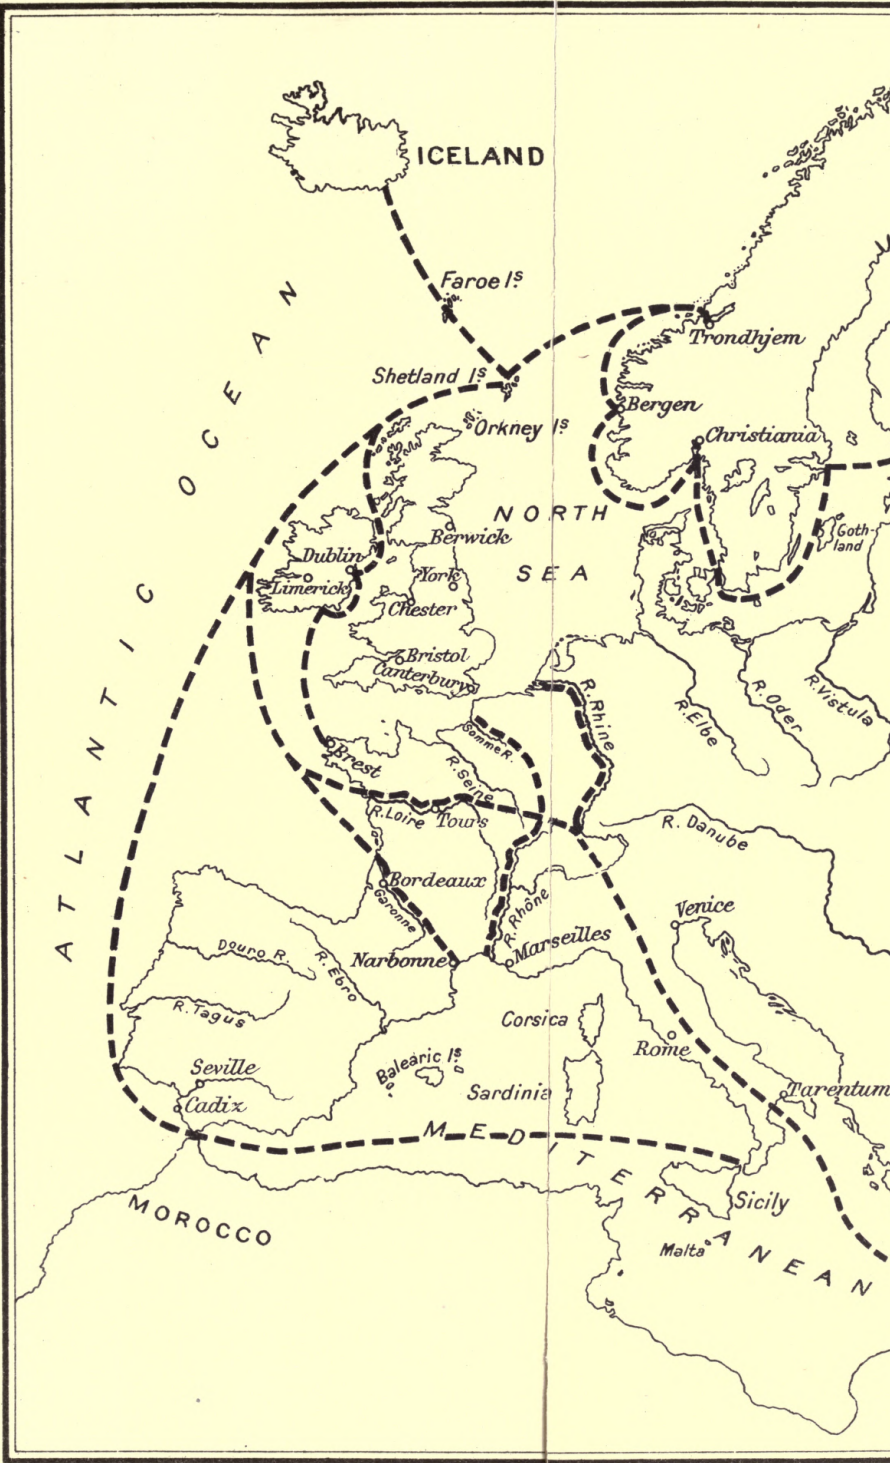 ICELAND
Faroe Is.
Trondhjem
Shetland Is.
Bergen
Orkney Is.
Christiania
ATLANTIC OCEAN
NORTH
SEA
Berwick
Goth-
land
Dublin
Limerick
York
Chester
Bristol
Canterbury
R. Rhine
R. Elbe
R. Oder
R. Vistula
Somme R.
Brest
R. Seine
R. Loire
Tours
R. Danube
Bordeaux
Garonne
R. Rhône
Venice
Narbonne
Marseilles
Douro R.
R. Ebro
R. Tagus
Corsica
Rome
Balearic Is.
Seville
Sardinia
Tarentum
Cadiz
MEDITERRANEAN
MOROCCO
Sicily
Malta